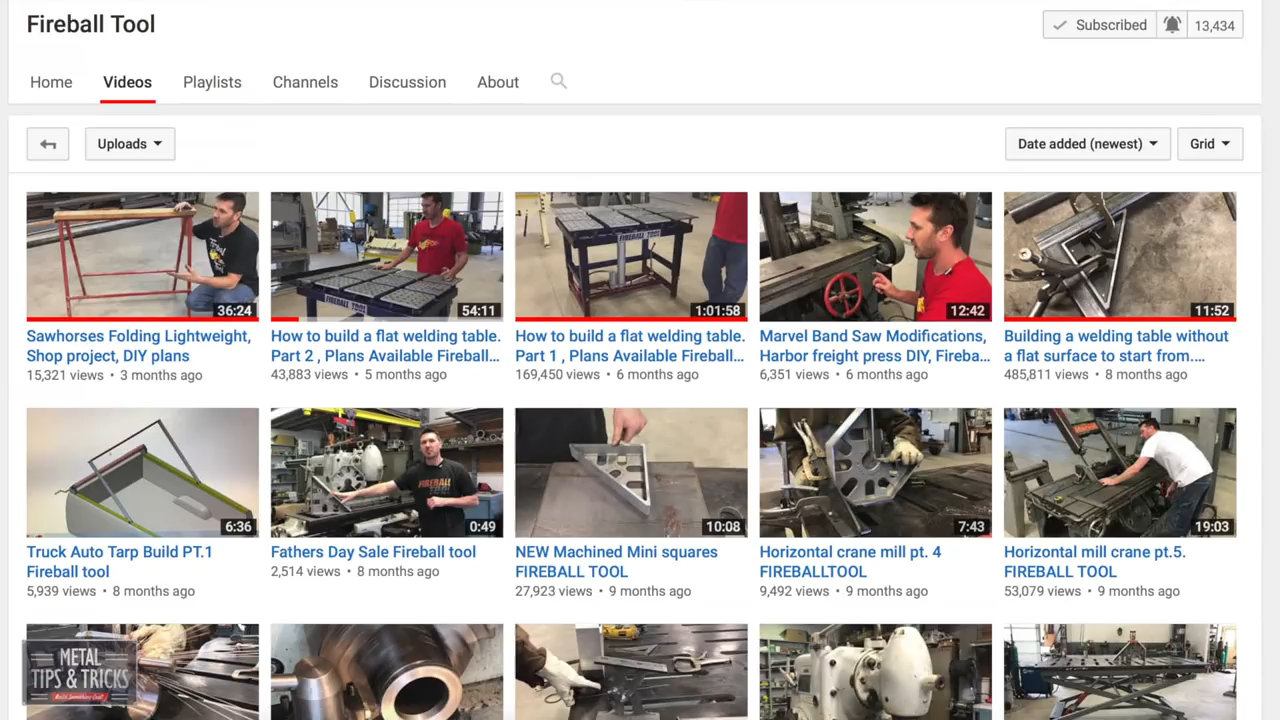 Fireball Tool
Subscribed 13,434
Home Videos Playlists Channels Discussion About
Uploads Date added (newest) Grid
36:24 54:11 1:01:58 12:42 11:52
Sawhorses Folding Lightweight,
Shop project, DIY plans
15,321 views • 3 months ago
FIREBALL TOOL
How to build a flat welding table.
Part 2 , Plans Available Fireball...
43,883 views • 5 months ago
FIREBALL TOOL
How to build a flat welding table.
Part 1 , Plans Available Fireball...
169,450 views • 6 months ago
Marvel Band Saw Modifications,
Harbor freight press DIY, Fireba...
6,351 views • 6 months ago
Building a welding table without
a flat surface to start from....
485,811 views • 8 months ago
6:36 0:49 10:08 7:43 19:03
Truck Auto Tarp Build PT.1
Fireball tool
5,939 views • 8 months ago
FIREBALL
TOOL
Fathers Day Sale Fireball tool
2,514 views • 8 months ago
NEW Machined Mini squares
FIREBALL TOOL
27,923 views • 9 months ago
Horizontal crane mill pt. 4
FIREBALLTOOL
9,492 views • 9 months ago
Horizontal mill crane pt.5.
FIREBALL TOOL
53,079 views • 9 months ago
METAL
TIPS & TRICKS
Build Something Cool!